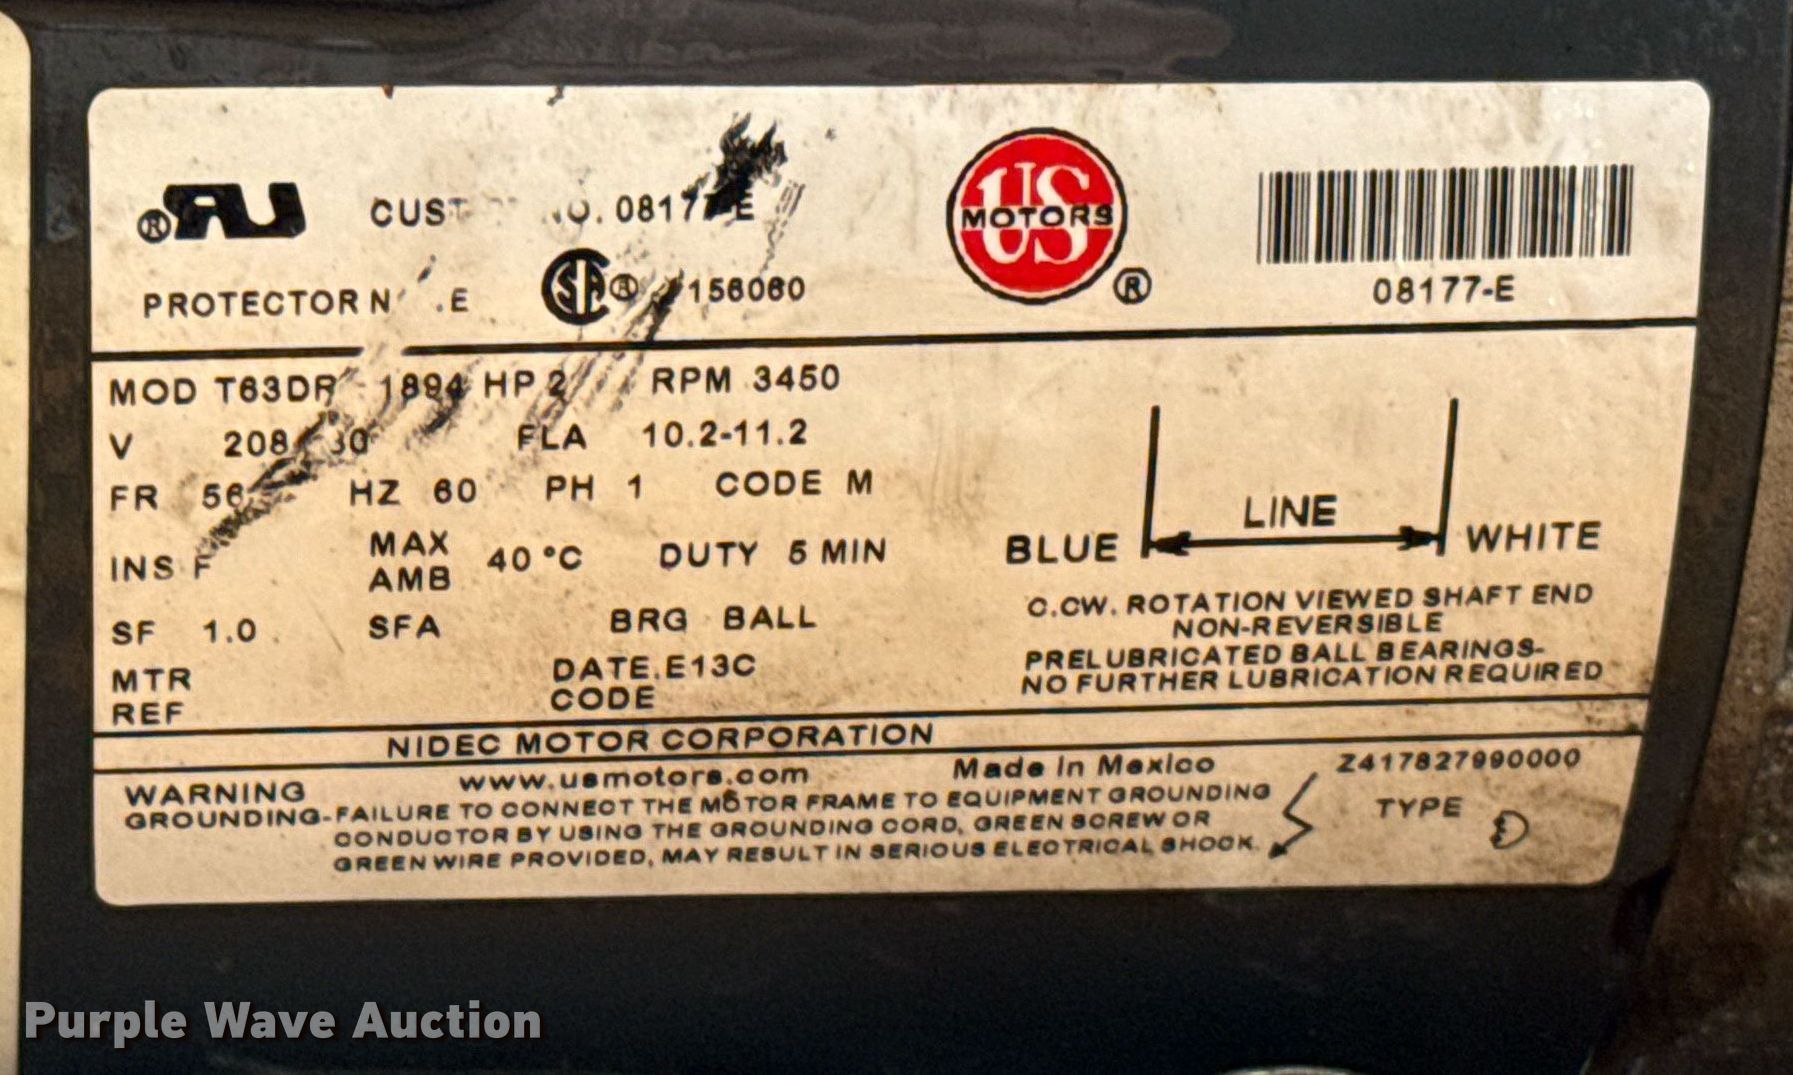 CUST NO. 08177-E
US MOTORS ®
08177-E
PROTECTOR
156060
MOD 1894 HP 2 RPM 3450
V 208 FLA 10.2-11.2
FR 56 HZ 60 PH 1 CODE M
INS F MAX AMB 40 °C DUTY 5 MIN
SF 1.0 SFA BRG BALL
MTR REF DATE. E13C CODE
BLUE LINE WHITE
C.CW. ROTATION VIEWED SHAFT END
NON-REVERSIBLE
PRELUBRICATED BALL BEARINGS-
NO FURTHER LUBRICATION REQUIRED
NIDEC MOTOR CORPORATION
www.usmotors.com Made in Mexico Z417827990000
WARNING
GROUNDING-FAILURE TO CONNECT THE MOTOR FRAME TO EQUIPMENT GROUNDING
CONDUCTOR BY USING THE GROUNDING CORD, GREEN SCREW OR
GREEN WIRE PROVIDED, MAY RESULT IN SERIOUS ELECTRICAL SHOCK.
TYPE
Purple Wave Auction